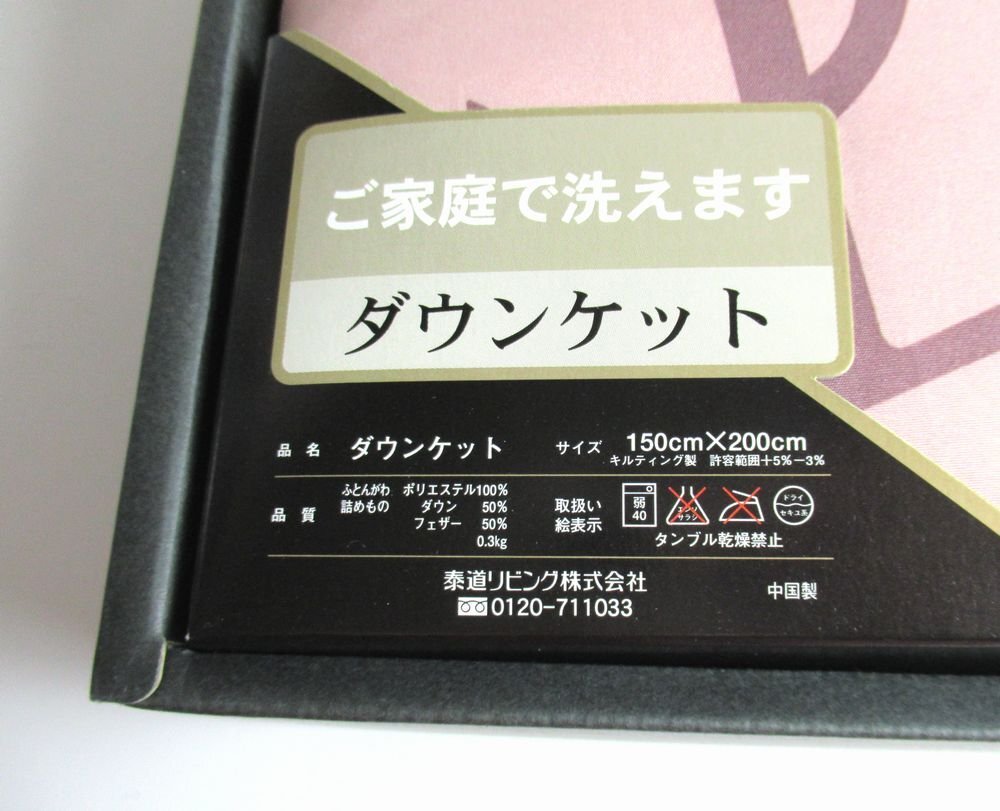 ご家庭で洗えます
ダウンケット
品名 ダウンケット サイズ 150cm×200cm
キルティング製 許容範囲+5%−3%
品質 ふとんがわ ポリエステル100%
詰めもの ダウン 50%
フェザー 50%
0.3kg
取扱い
絵表示
弱
40
エンソ
サラシ
ドライ
セキユ系
タンブル乾燥禁止
泰道リビング株式会社
0120-711033
中国製